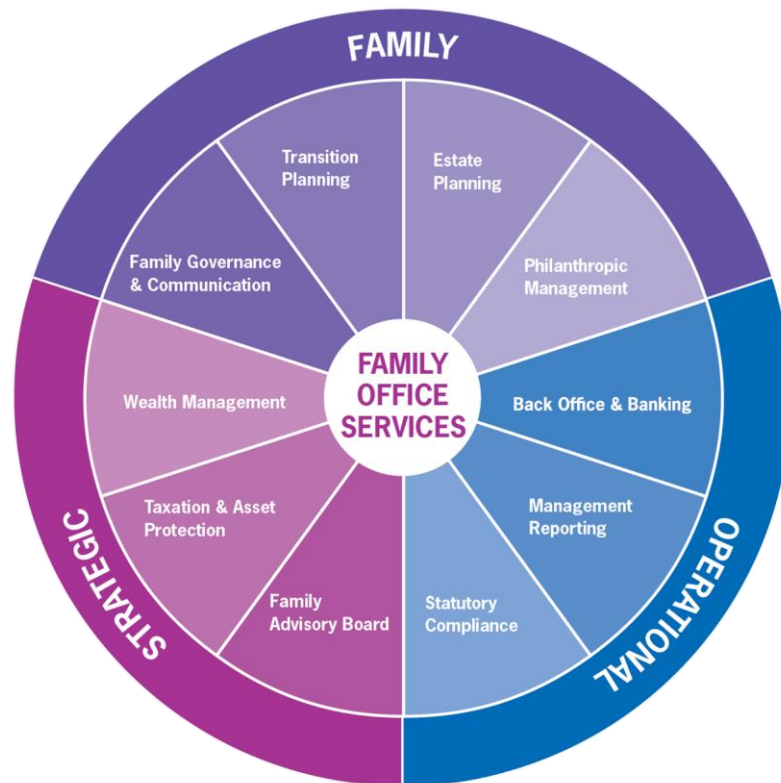 FAMILY
Transition
Planning
Estate
Planning
Family Governance
& Communication
Philanthropic
Management
FAMILY
OFFICE
SERVICES
Wealth Management
Back Office & Banking
Taxation & Asset
Protection
Management
Reporting
Family
Advisory Board
Statutory
Compliance
STRATEGIC
OPERATIONAL